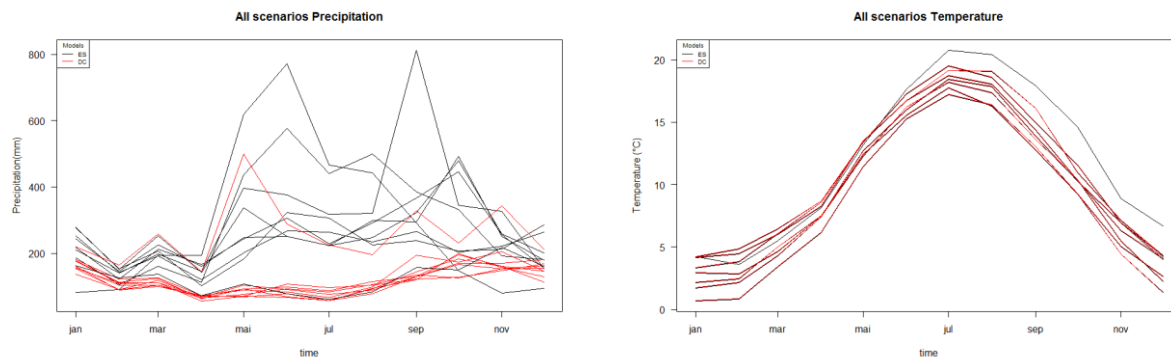 All scenarios Precipitation
Models
ES
DC
Precipitation(mm)
800
600
400
200
jan
mar
mai
jul
sep
nov
time
All scenarios Temperature
Models
ES
DC
Temperature (°C)
20
15
10
5
0
jan
mar
mai
jul
sep
nov
time